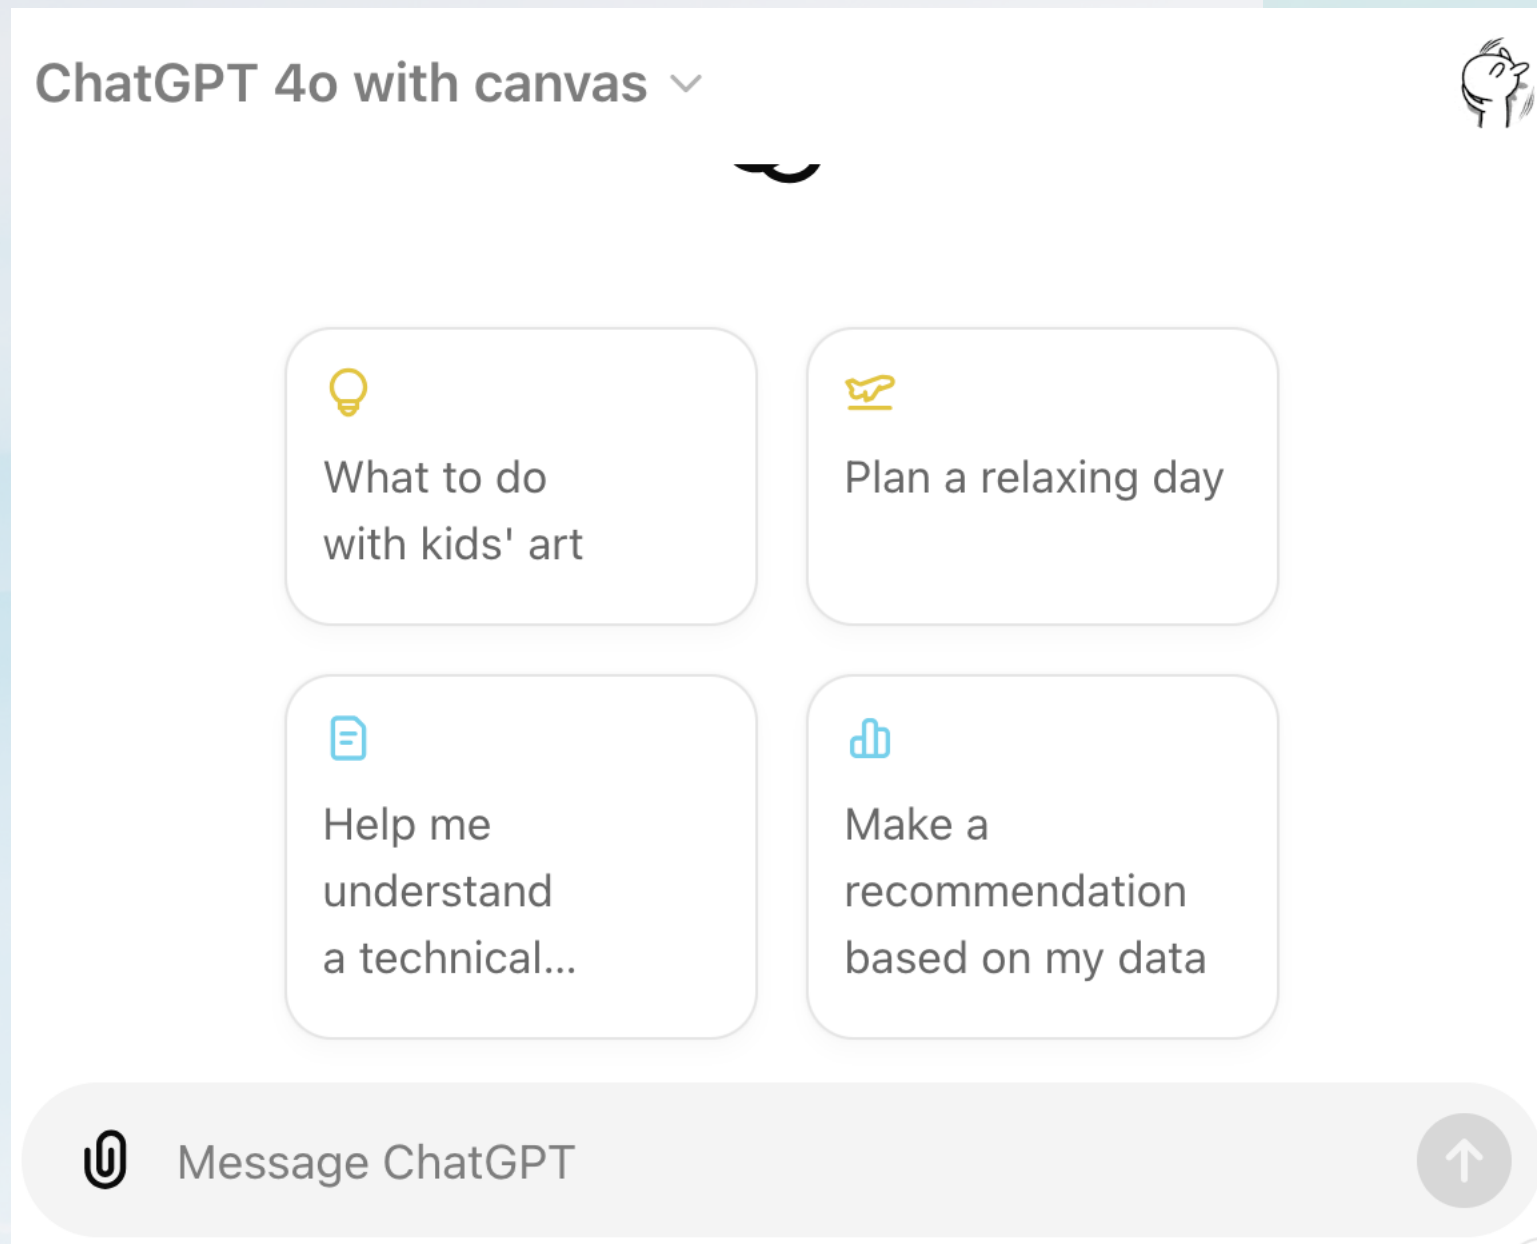 ChatGPT 4o with canvas
What to do
with kids' art
Plan a relaxing day
Help me
understand
a technical...
Make a
recommendation
based on my data
Message ChatGPT